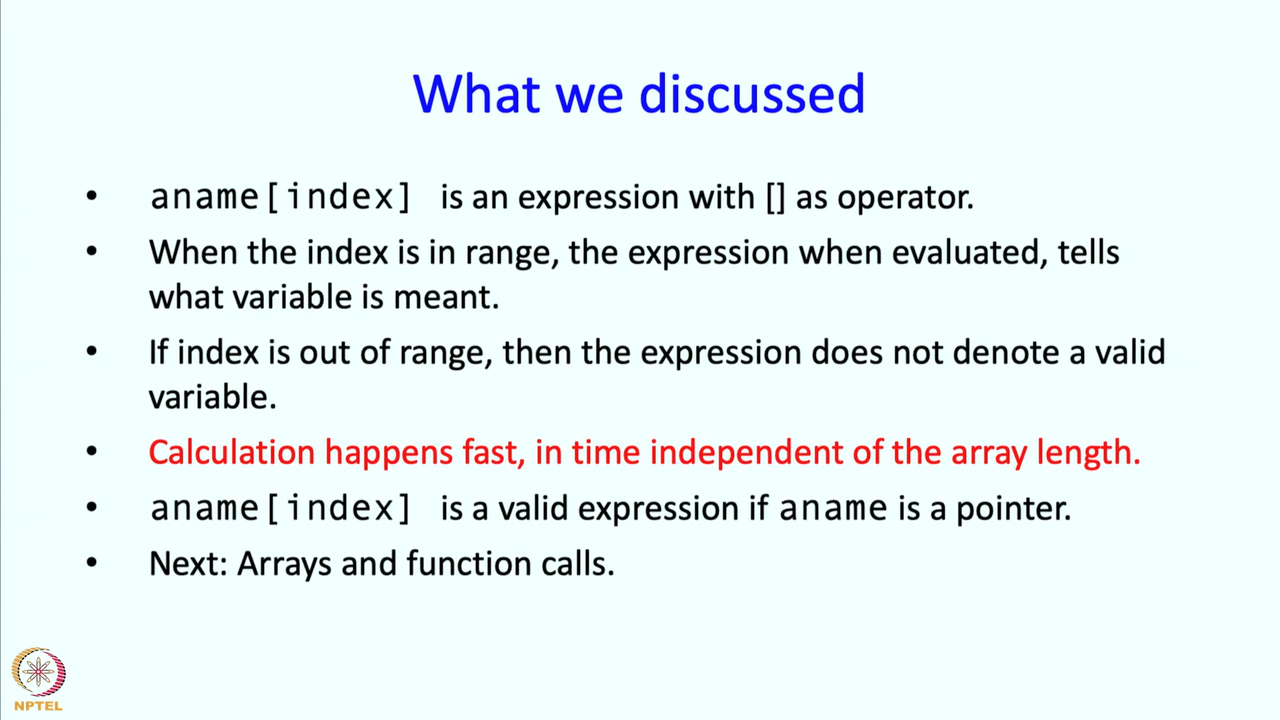 What we discussed
• aname[index] is an expression with [] as operator.
• When the index is in range, the expression when evaluated, tells
what variable is meant.
• If index is out of range, then the expression does not denote a valid
variable.
• Calculation happens fast, in time independent of the array length.
• aname[index] is a valid expression if aname is a pointer.
• Next: Arrays and function calls.
NPTEL